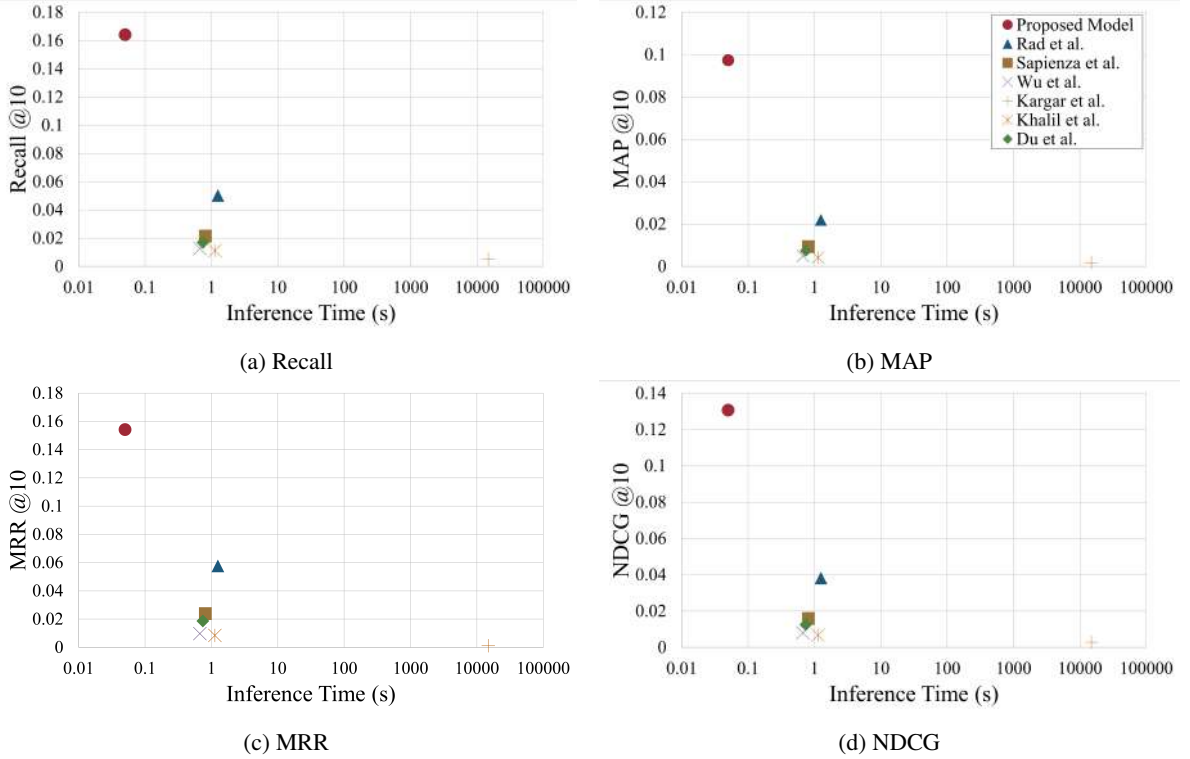 0.18
0.16
0.14
0.12
0.1
0.08
0.06
0.04
0.02
0
Recall @10
0.01 0.1 1 10 100 1000 10000 100000
Inference Time (s)
(a) Recall
0.12
0.1
0.08
0.06
0.04
0.02
0
MAP @10
Proposed Model
Rad et al.
Sapienza et al.
Wu et al.
Kargar et al.
Khalil et al.
Du et al.
0.01 0.1 1 10 100 1000 10000 100000
Inference Time (s)
(b) MAP
0.18
0.16
0.14
0.12
0.1
0.08
0.06
0.04
0.02
0
MRR @10
0.01 0.1 1 10 100 1000 10000 100000
Inference Time (s)
(c) MRR
0.14
0.12
0.1
0.08
0.06
0.04
0.02
0
NDCG @10
0.01 0.1 1 10 100 1000 10000 100000
Inference Time (s)
(d) NDCG